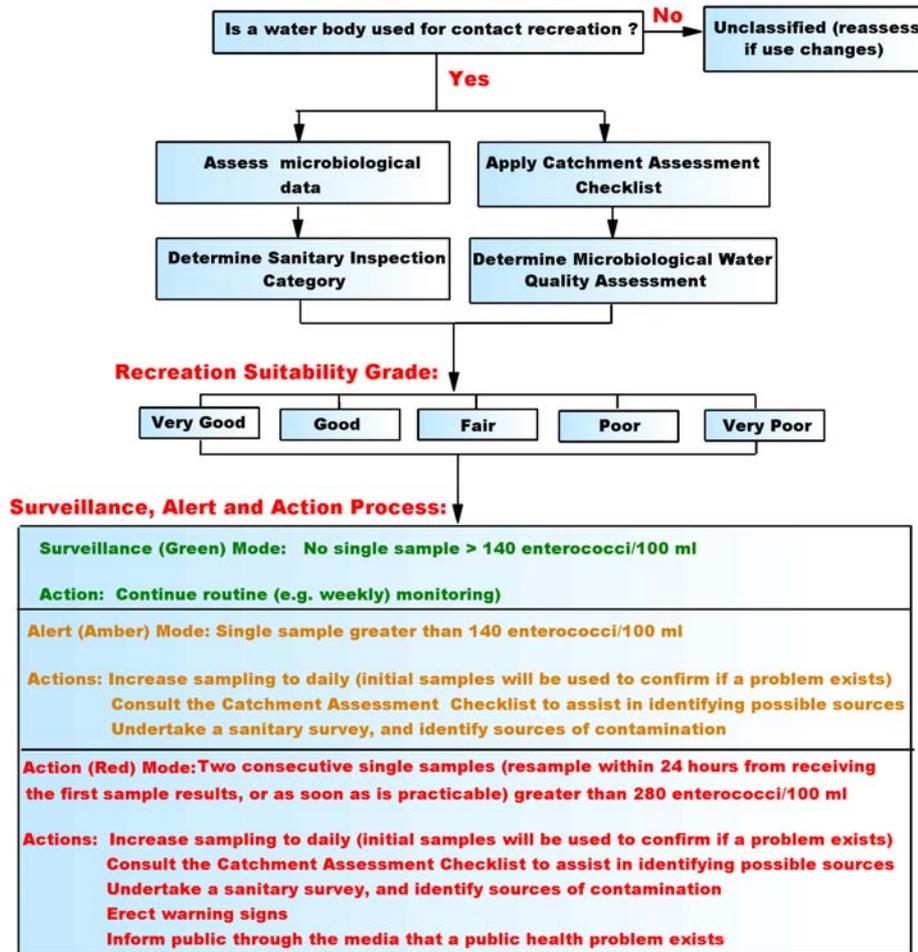 Is a water body used for contact recreation ?
No
Unclassified (reassess
if use changes)
Yes
Assess microbiological
data
Apply Catchment Assessment
Checklist
Determine Sanitary Inspection
Category
Determine Microbiological Water
Quality Assessment
Recreation Suitability Grade:
Very Good
Good
Fair
Poor
Very Poor
Surveillance, Alert and Action Process:
Surveillance (Green) Mode: No single sample > 140 enterococci/100 ml
Action: Continue routine (e.g. weekly) monitoring)
Alert (Amber) Mode: Single sample greater than 140 enterococci/100 ml
Actions: Increase sampling to daily (initial samples will be used to confirm if a problem exists)
Consult the Catchment Assessment Checklist to assist in identifying possible sources
Undertake a sanitary survey, and identify sources of contamination
Action (Red) Mode: Two consecutive single samples (resample within 24 hours from receiving
the first sample results, or as soon as is practicable) greater than 280 enterococci/100 ml
Actions: Increase sampling to daily (initial samples will be used to confirm if a problem exists)
Consult the Catchment Assessment Checklist to assist in identifying possible sources
Undertake a sanitary survey, and identify sources of contamination
Erect warning signs
Inform public through the media that a public health problem exists